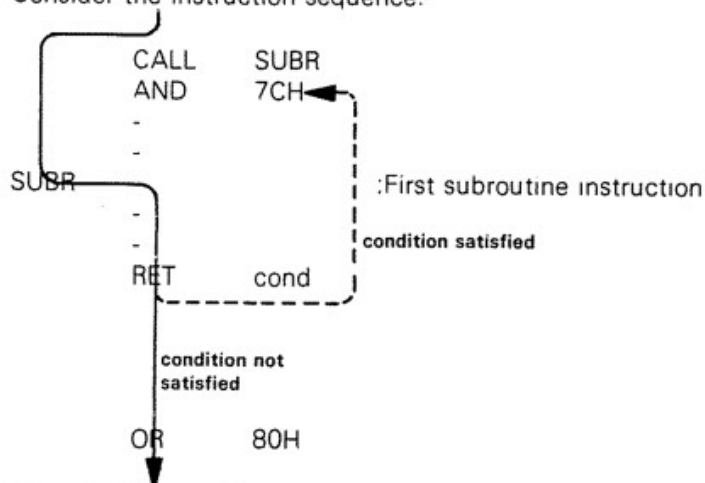 Consider the instruction sequence:
CALL SUBR
AND 7CH
-
-
SUBR :First subroutine instruction
-
-
condition satisfied
RET cond
condition not
satisfied
OR 80H